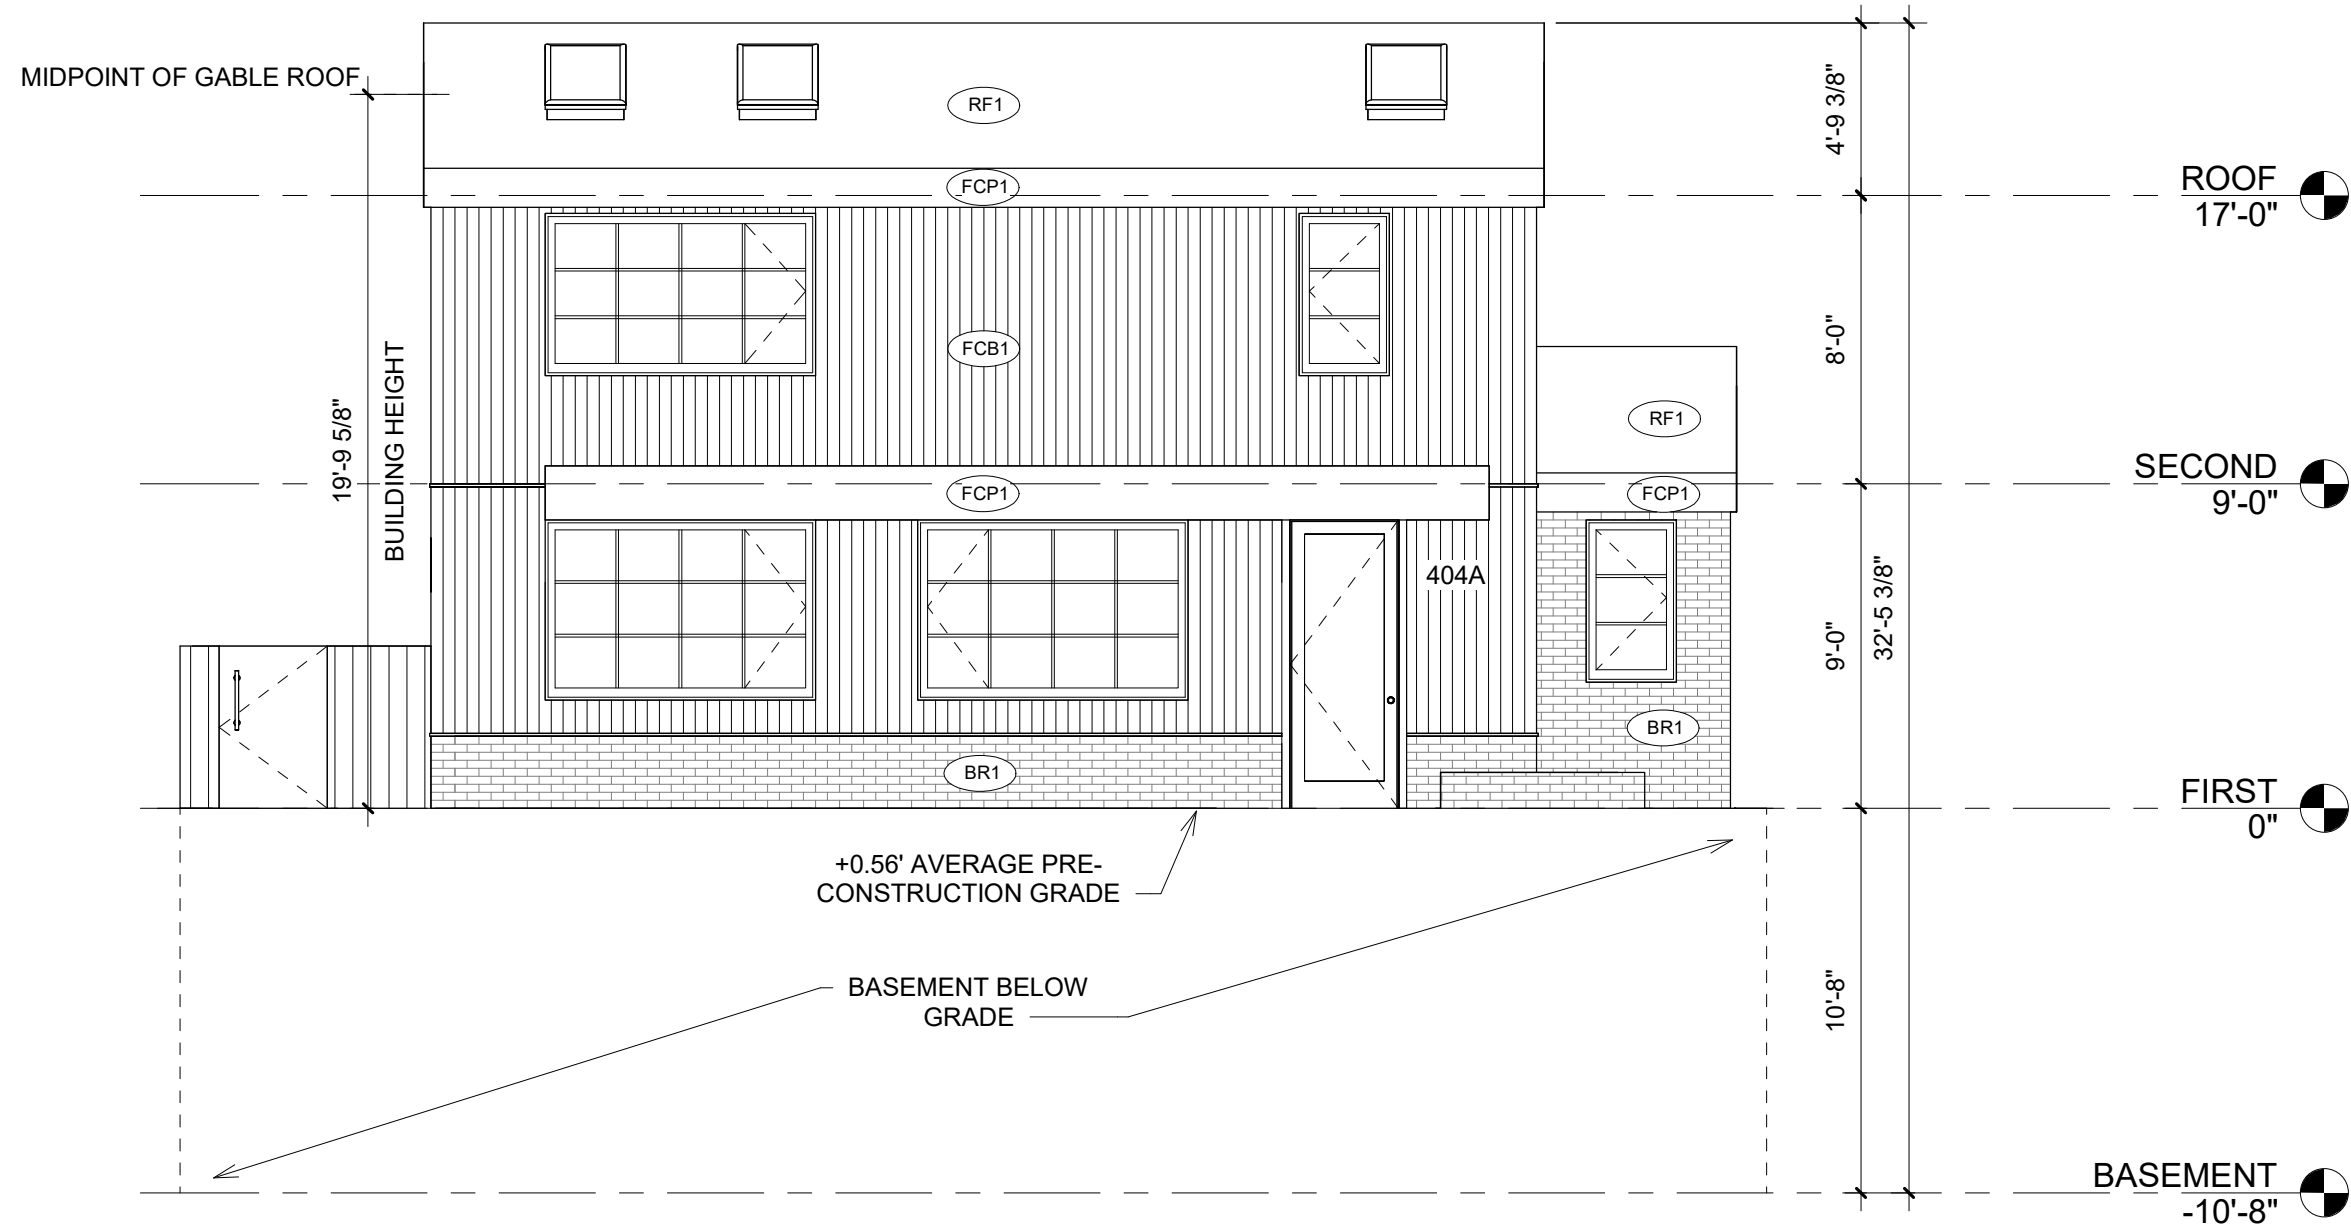 MIDPOINT OF GABLE ROOF
RF1
4'-9 3/8"
FCP1
ROOF
17'-0"
FCB1
8'-0"
19'-9 5/8"
BUILDING HEIGHT
RF1
FCP1
FCP1
SECOND
9'-0"
404A
9'-0"
32'-5 3/8"
BR1
BR1
FIRST
0"
+0.56' AVERAGE PRE-
CONSTRUCTION GRADE
BASEMENT BELOW
GRADE
10'-8"
BASEMENT
-10'-8"